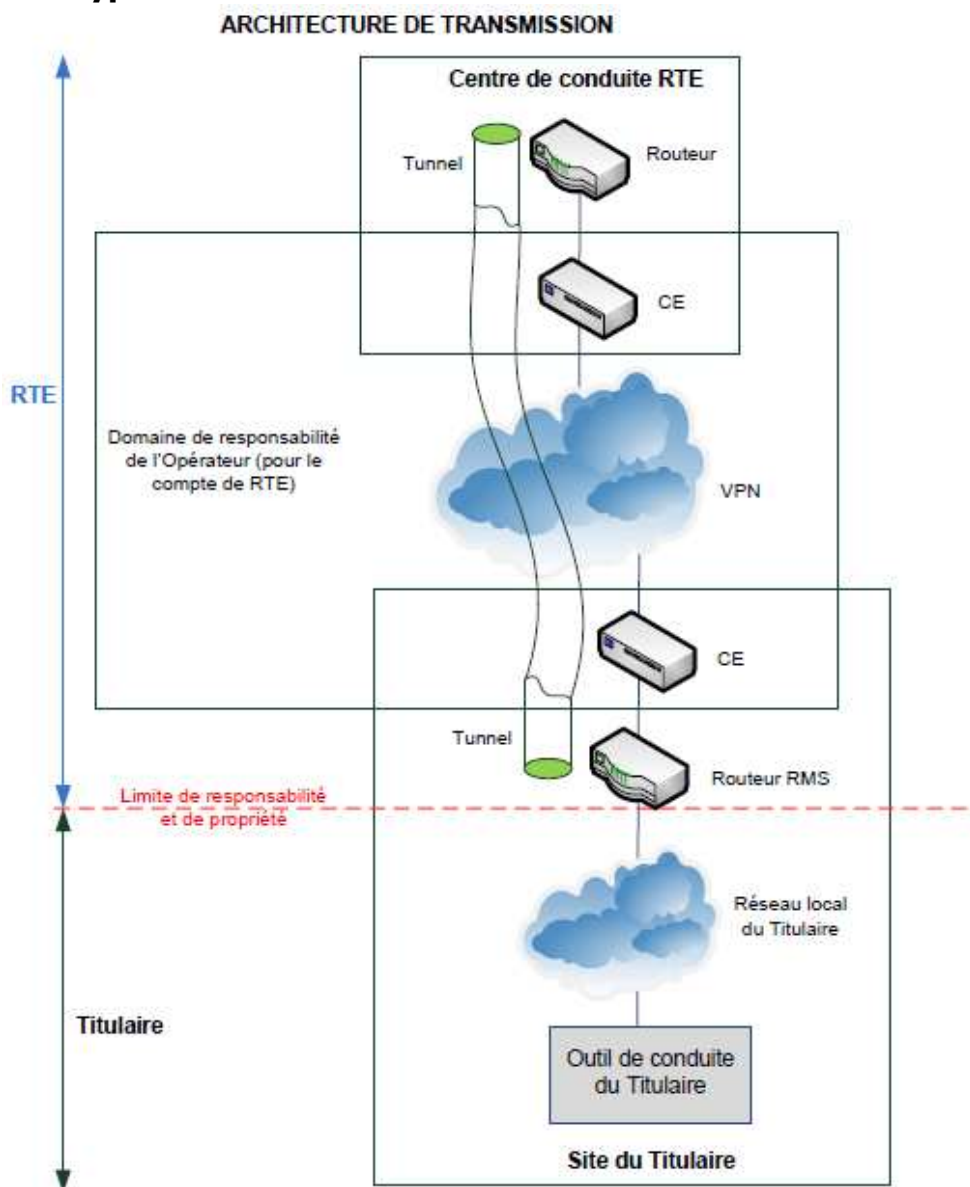 ARCHITECTURE DE TRANSMISSION
Centre de conduite RTE
Tunnel
Routeur
CE
RTE
Domaine de responsabilité
de l'Opérateur (pour le
compte de RTE)
VPN
CE
Tunnel
Routeur RMS
Limite de responsabilité
et de propriété
Réseau local
du Titulaire
Titulaire
Outil de conduite
du Titulaire
Site du Titulaire